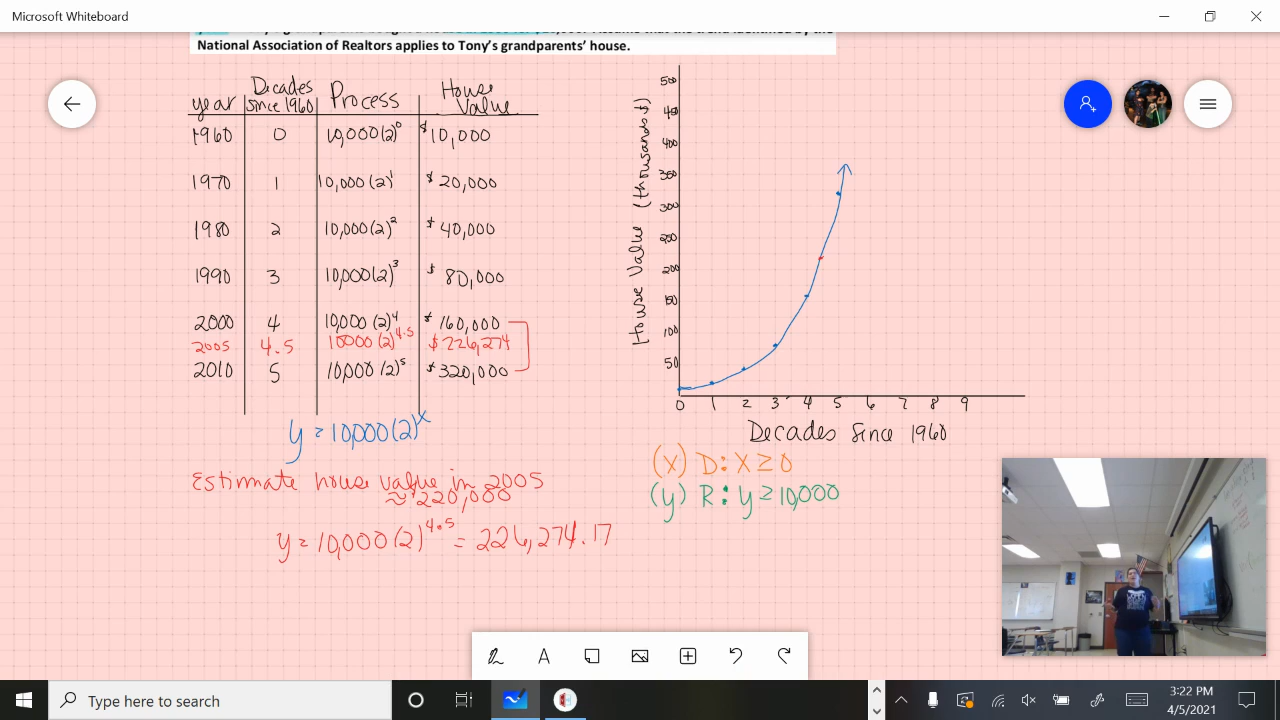 Microsoft Whiteboard
National Association of Realtors applies to Tony's grandparents' house.
year Decades Since 1960 Process House Value
1960 0 10,000(2)^0 $10,000
1970 1 10,000(2)^1 $20,000
1980 2 10,000(2)^2 $40,000
1990 3 10,000(2)^3 $80,000
2000 4 10,000(2)^4 $160,000
2005 4.5 10000(2)^4.5 $226,274
2010 5 10,000(2)^5 $320,000
y = 10,000(2)^x
Estimate house value in 2005
≈ $220,000
y = 10,000(2)^4.5 = 226,274.17
House Value (thousands $)
500
450
400
350
300
250
200
150
100
50
0 1 2 3 4 5 6 7 8 9
Decades Since 1960
(x) D: x ≥ 0
(y) R: y ≥ 10,000
Type here to search
3:22 PM
4/5/2021